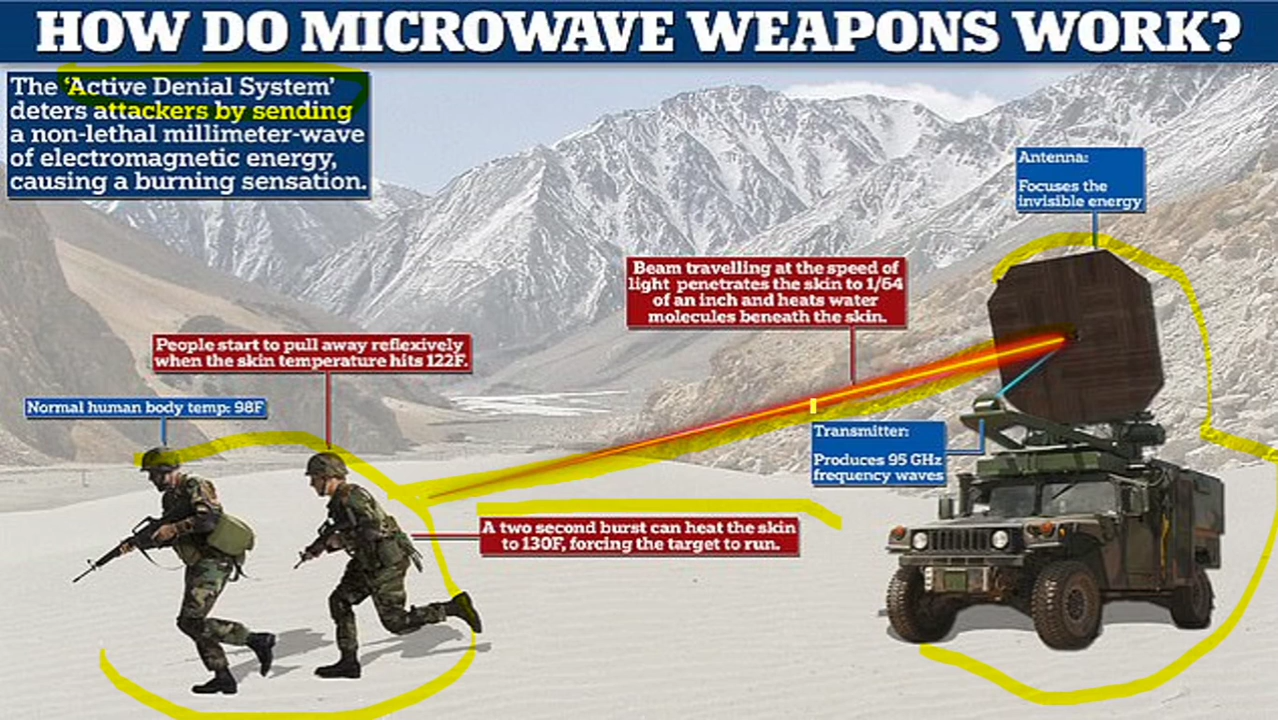 HOW DO MICROWAVE WEAPONS WORK?
The ‘Active Denial System’
deters attackers by sending
a non-lethal millimeter-wave
of electromagnetic energy,
causing a burning sensation.
Antenna:
Focuses the
invisible energy
Beam travelling at the speed of
light penetrates the skin to 1/64
of an inch and heats water
molecules beneath the skin.
People start to pull away reflexively
when the skin temperature hits 122F.
Normal human body temp: 98F
Transmitter:
Produces 95 GHz
frequency waves
A two second burst can heat the skin
to 130F, forcing the target to run.